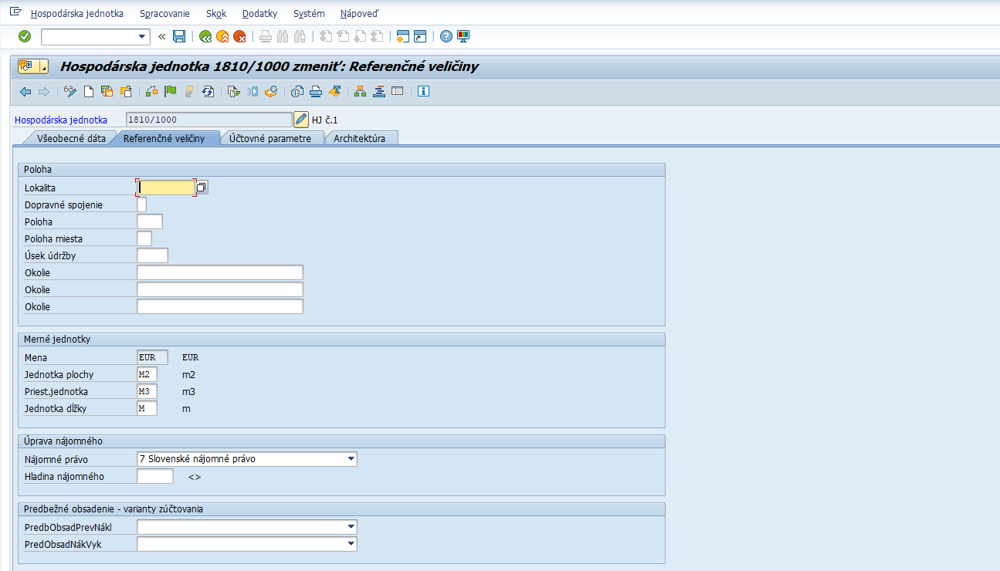 Hospodárska jednotka Spracovanie Skok Dodatky Systém Nápoveď
Hospodárska jednotka 1810/1000 zmeniť: Referenčné veličiny
Hospodárska jednotka 1810/1000 HJ č.1
Všeobecné dáta Referenčné veličiny Účtovné parametre Architektúra
Poloha
Lokalita
Dopravné spojenie
Poloha
Poloha miesta
Úsek údržby
Okolie
Okolie
Okolie
Merné jednotky
Mena EUR EUR
Jednotka plochy M2 m2
Priest.jednotka M3 m3
Jednotka dĺžky M m
Úprava nájomného
Nájomné právo 7 Slovenské nájomné právo
Hladina nájomného <>
Predbežné obsadenie - varianty zúčtovania
PredbObsadPrevNákl
PredObsadNákVyk